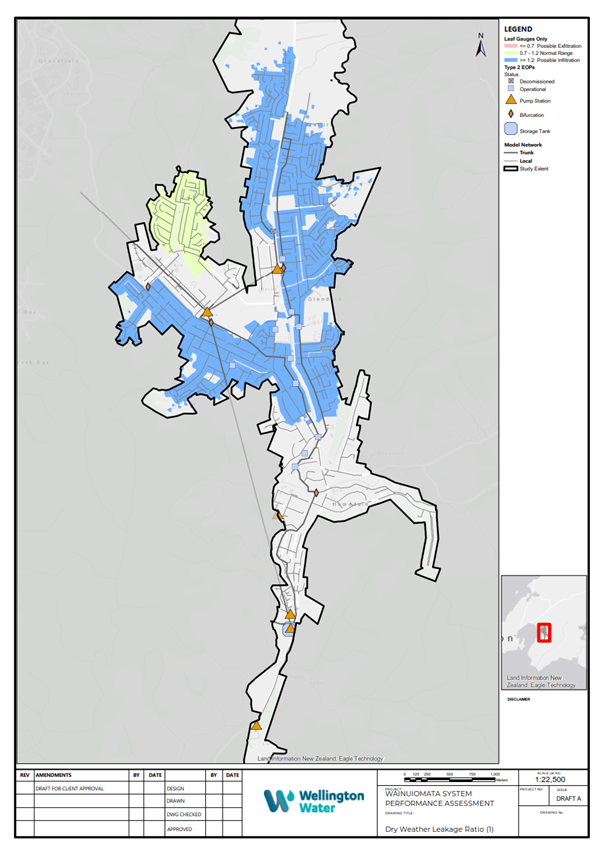 N
LEGEND
Leaf Gauges Only
<= 0.7 Possible Exfiltration
0.7 - 1.2 Normal Range
>= 1.2 Possible Infiltration
Type 2 EOPs
Status
Decomissioned
Operational
Pump Station
Bifurcation
Storage Tank
Model Network
Trunk
Local
Study Extent
Land Information New
Zealand, Eagle Technology
DISCLAIMER
Land Information New Zealand, Eagle Technology
REV AMENDMENTS BY DATE BY DATE
DRAFT FOR CLIENT APPROVAL DESIGN
DRAWN
DWG CHECKED
APPROVED
Wellington
Water
0 125 250 500 750 1,000
Meters
PROJECT
WAINUIOMATA SYSTEM
PERFORMANCE ASSESSMENT
DRAWING TITLE:
Dry Weather Leakage Ratio (1)
1:22,500
PROJECT NO ISSUE
DRAFT A
DRAWING No